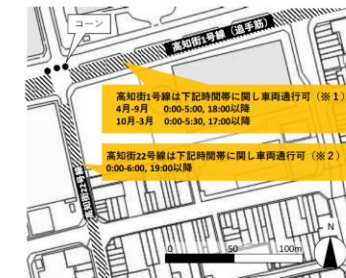 コーン
高知街1号線（追手筋）
高知街1号線は下記時間帯に関し車両通行可（※１）
4月-9月　0:00-5:00, 18:00以降
10月-3月　0:00-5:30, 17:00以降
高知街22号線は下記時間帯に関し車両通行可（※２）
0:00-6:00, 19:00以降
高知街22号線
N
0 50 100m